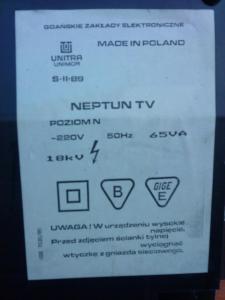 GDAŃSKIE ZAKŁADY ELEKTRONICZNE
UNITRA
UNIMOR
MADE IN POLAND
S-11-89
NEPTUN TV
POZIOM N
~220V 50Hz 65VA
18kV
B
GIGE
E
UWAGA! W urządzeniu wysokie
napięcie.
Przed zdjęciem ścianki tylnej
wyciągnąć
wtyczkę z gniazda sieciowego.